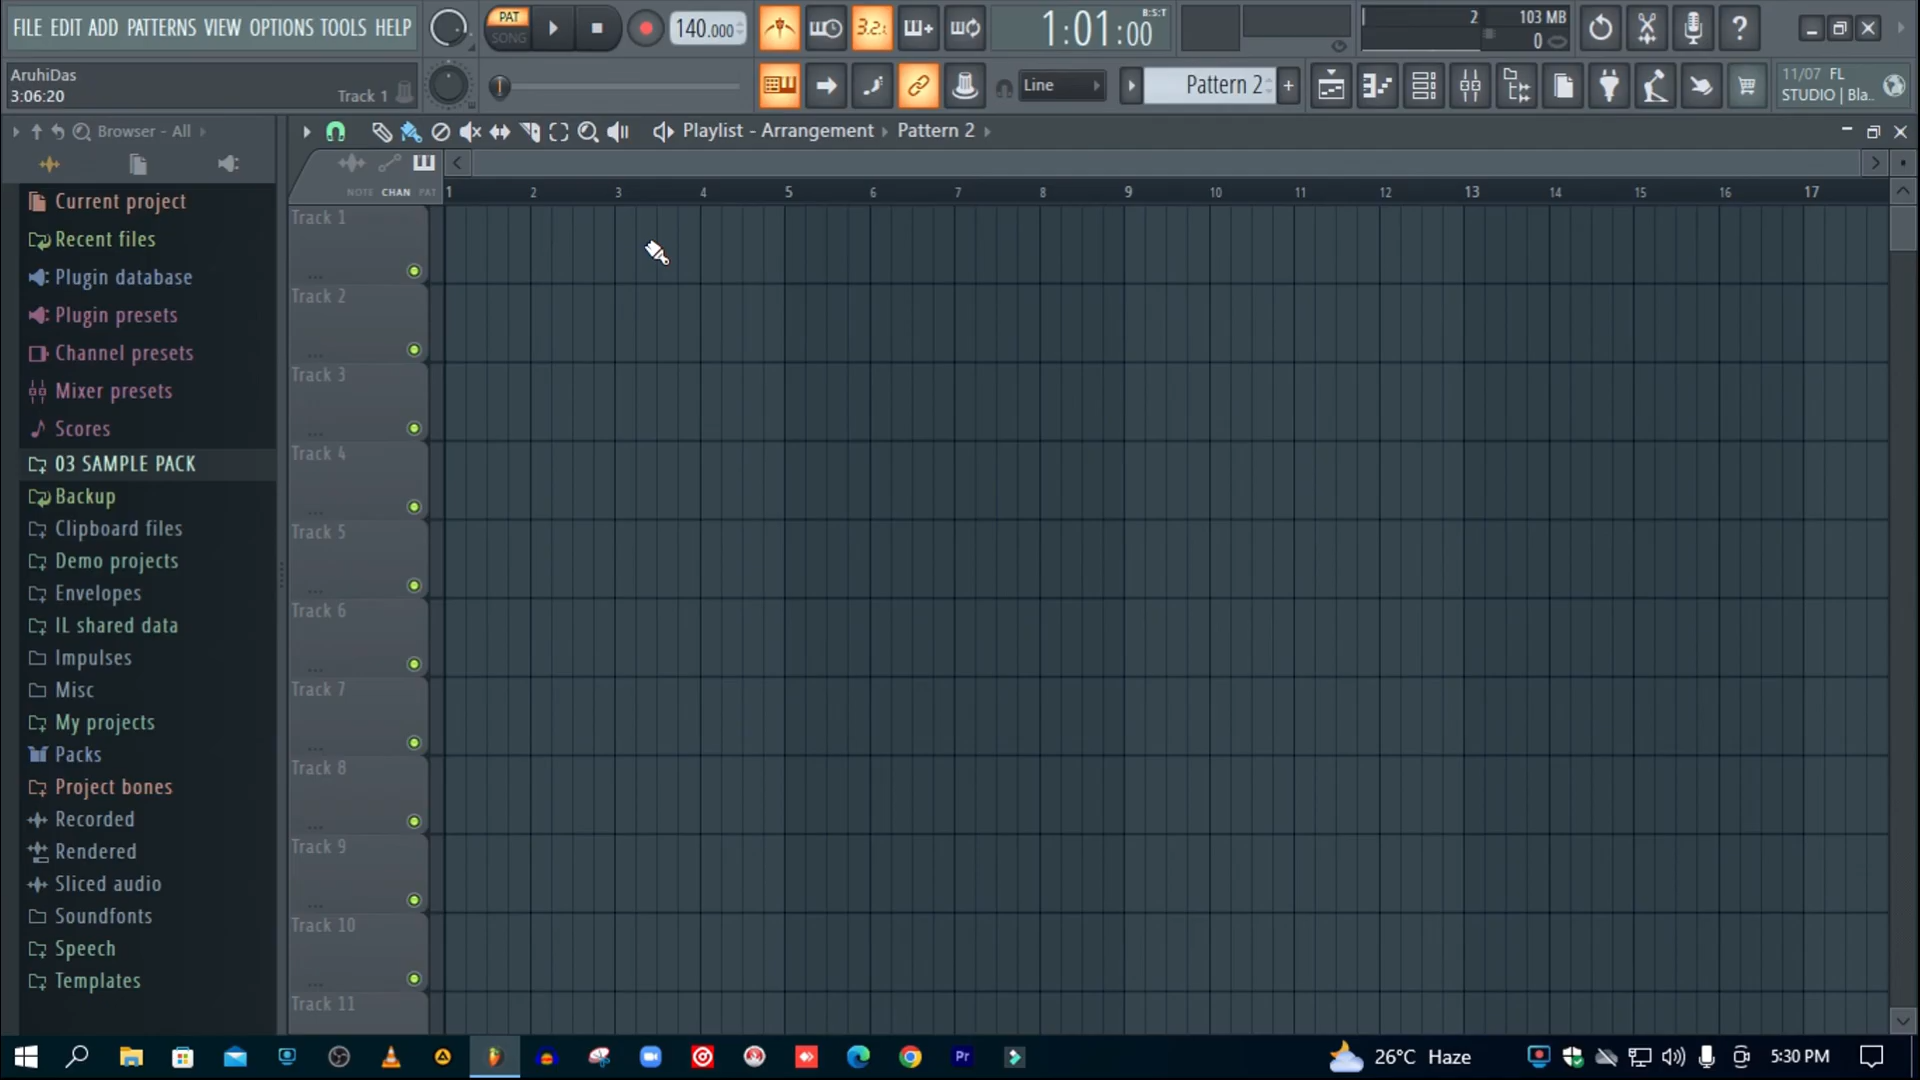 FILE EDIT ADD PATTERNS VIEW OPTIONS TOOLS HELP
PAT
SONG
140.000
3.2.:
1:01:00
B:S:T
2
103 MB
0
AruhiDas
3:06:20
Track 1
Line
Pattern 2
11/07 FL
STUDIO | Bla..
Browser - All
Playlist - Arrangement
Pattern 2
NOTE CHAN PAT
1 2 3 4 5 6 7 8 9 10 11 12 13 14 15 16 17
Current project
Recent files
Plugin database
Plugin presets
Channel presets
Mixer presets
Scores
03 SAMPLE PACK
Backup
Clipboard files
Demo projects
Envelopes
IL shared data
Impulses
Misc
My projects
Packs
Project bones
Recorded
Rendered
Sliced audio
Soundfonts
Speech
Templates
Track 1
Track 2
Track 3
Track 4
Track 5
Track 6
Track 7
Track 8
Track 9
Track 10
Track 11
Pr
26°C Haze
5:30 PM